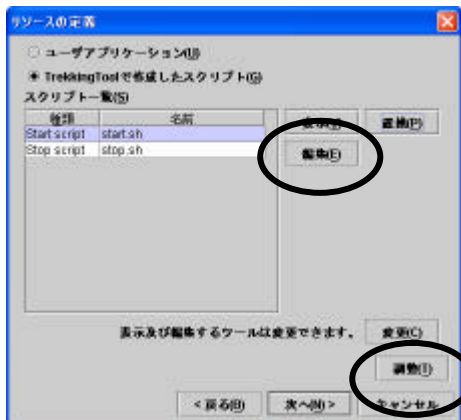 リソースの定義
ユーザアプリケーション(U)
TrekkingToolで作成したスクリプト(G)
スクリプト一覧(S)
種類 名前
Start script start.sh
Stop script stop.sh
置換(P)
編集(E)
表示及び編集するツールは変更できます。 変更(C)
調整(T)
< 戻る(B) 次へ(N) > キャンセル